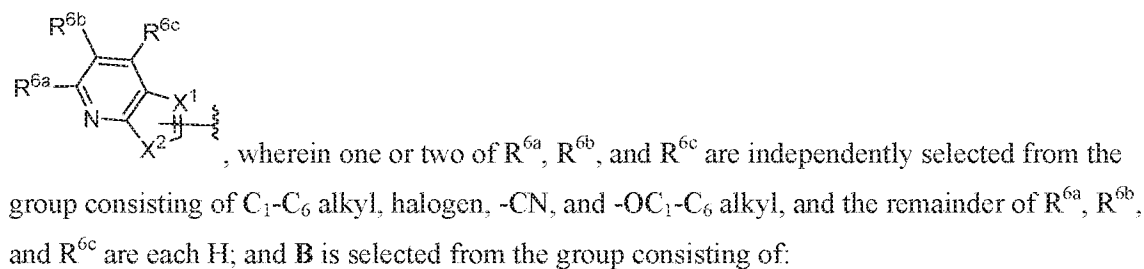 R6b R6c
R6a
X1
N
X2
, wherein one or two of R6a, R6b, and R6c are independently selected from the
group consisting of C1-C6 alkyl, halogen, -CN, and -OC1-C6 alkyl, and the remainder of R6a, R6b,
and R6c are each H; and B is selected from the group consisting of: